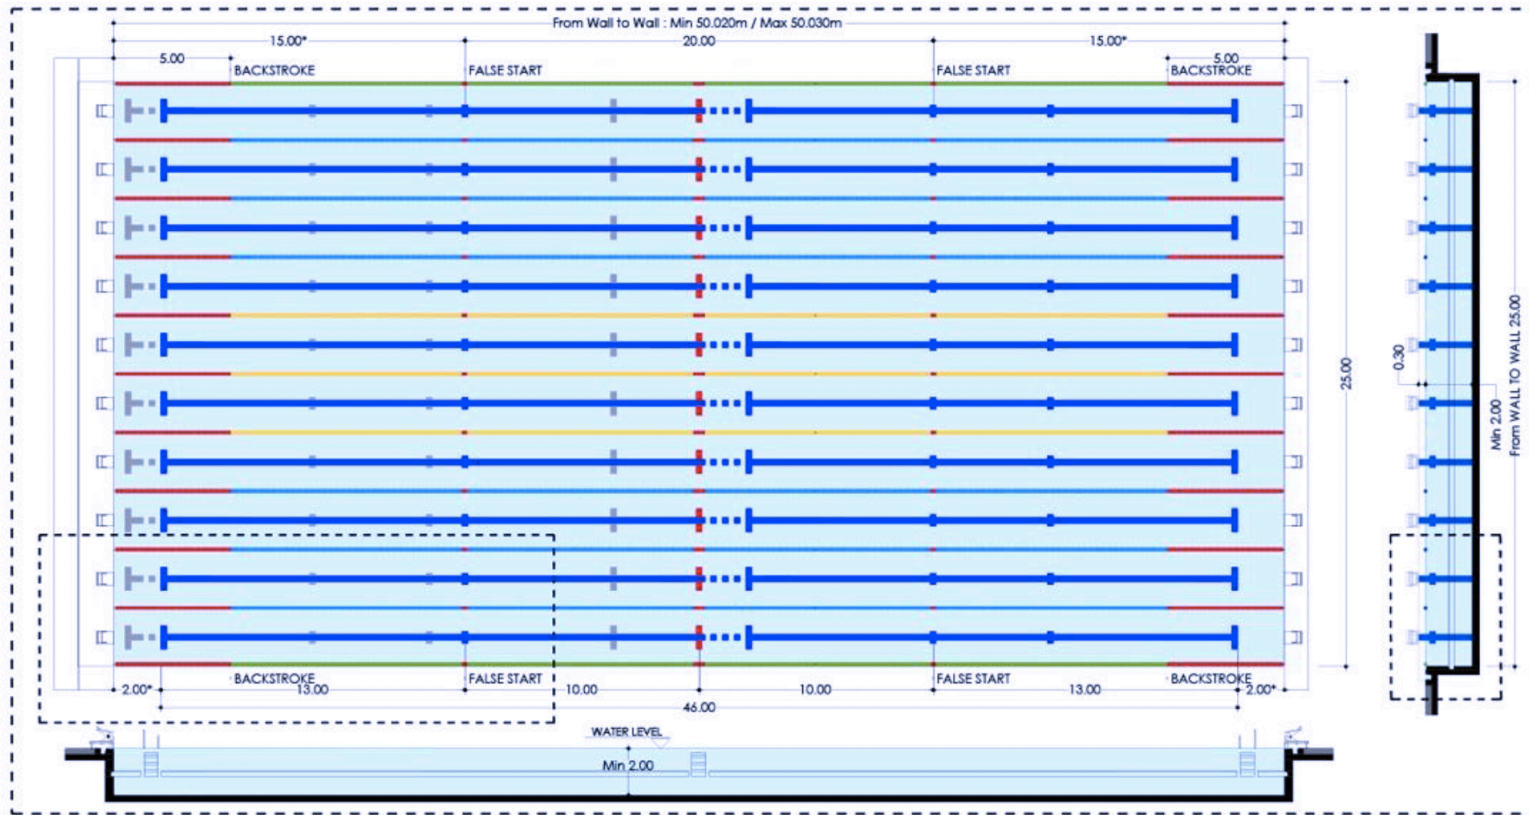 From Wall to Wall : Min 50.020m / Max 50.030m
15.00* 20.00 15.00*
5.00 5.00
BACKSTROKE FALSE START FALSE START BACKSTROKE
25.00
0.30
Min 2.00
From WALL TO WALL 25.00
BACKSTROKE FALSE START FALSE START BACKSTROKE
2.00* 13.00 10.00 10.00 13.00 2.00*
46.00
WATER LEVEL
Min 2.00